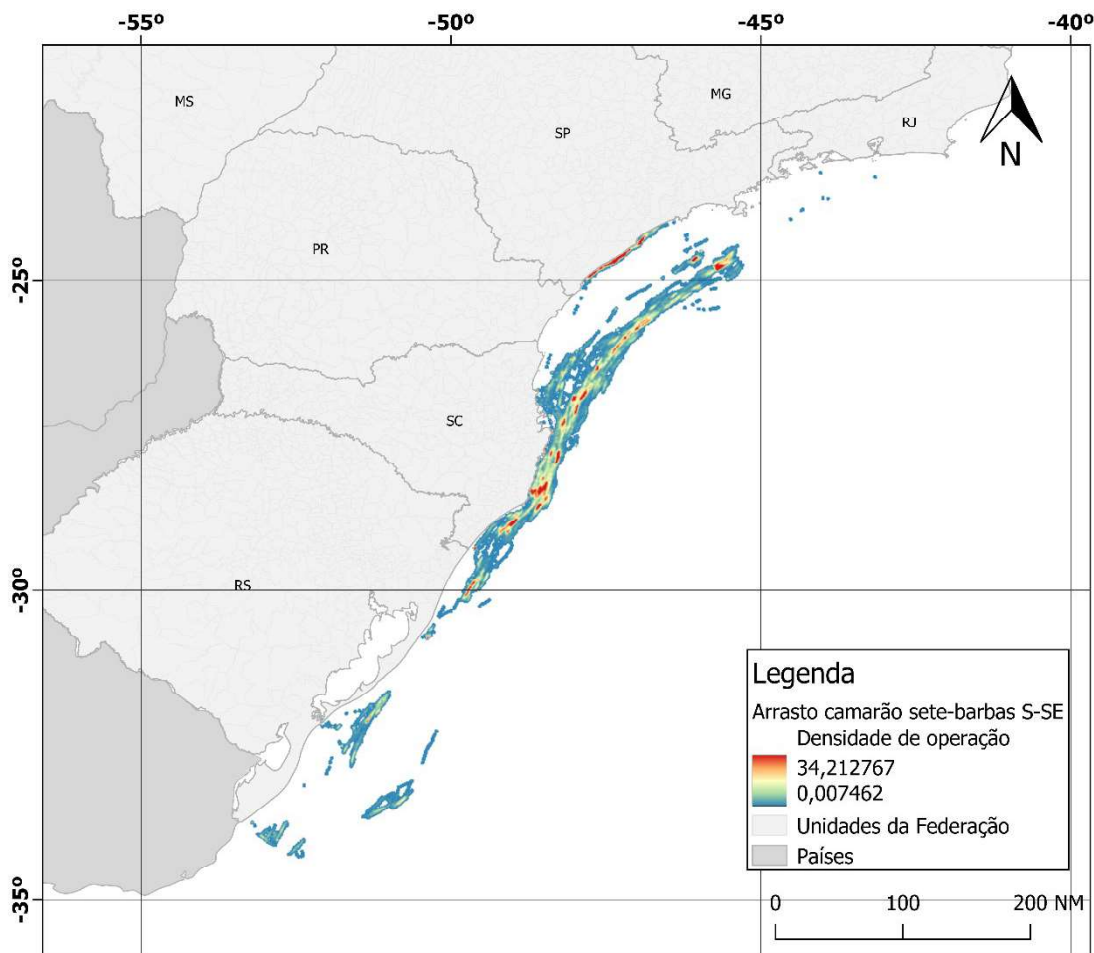 -55º -50º -45º -40º
MS
MG
SP
RJ
N
PR
-25º
SC
-30º
RS
Legenda
Arrasto camarão sete-barbas S-SE
Densidade de operação
34,212767
0,007462
Unidades da Federação
Países
-35º
0 100 200 NM